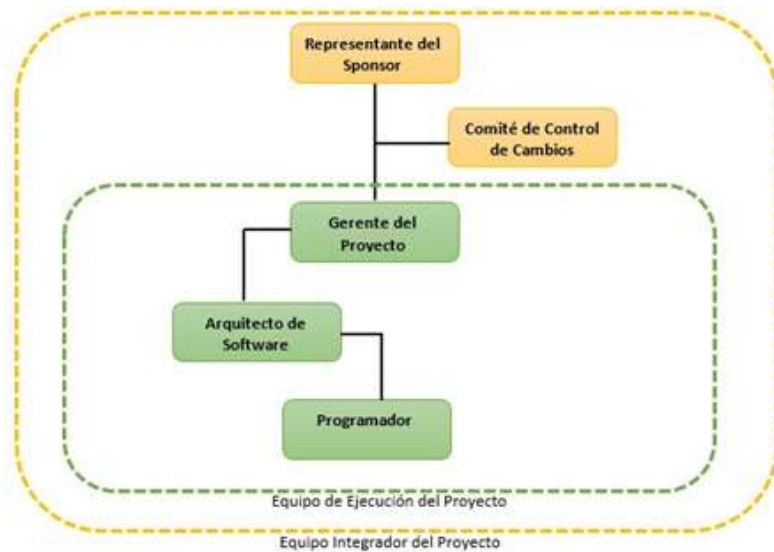 Representante del
Sponsor
Comité de Control
de Cambios
Gerente del
Proyecto
Arquitecto de
Software
Programador
Equipo de Ejecución del Proyecto
Equipo Integrador del Proyecto